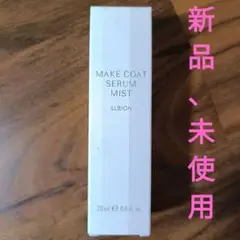 MAKE COAT
SERUM
MIST
ALBION
新品、未使用